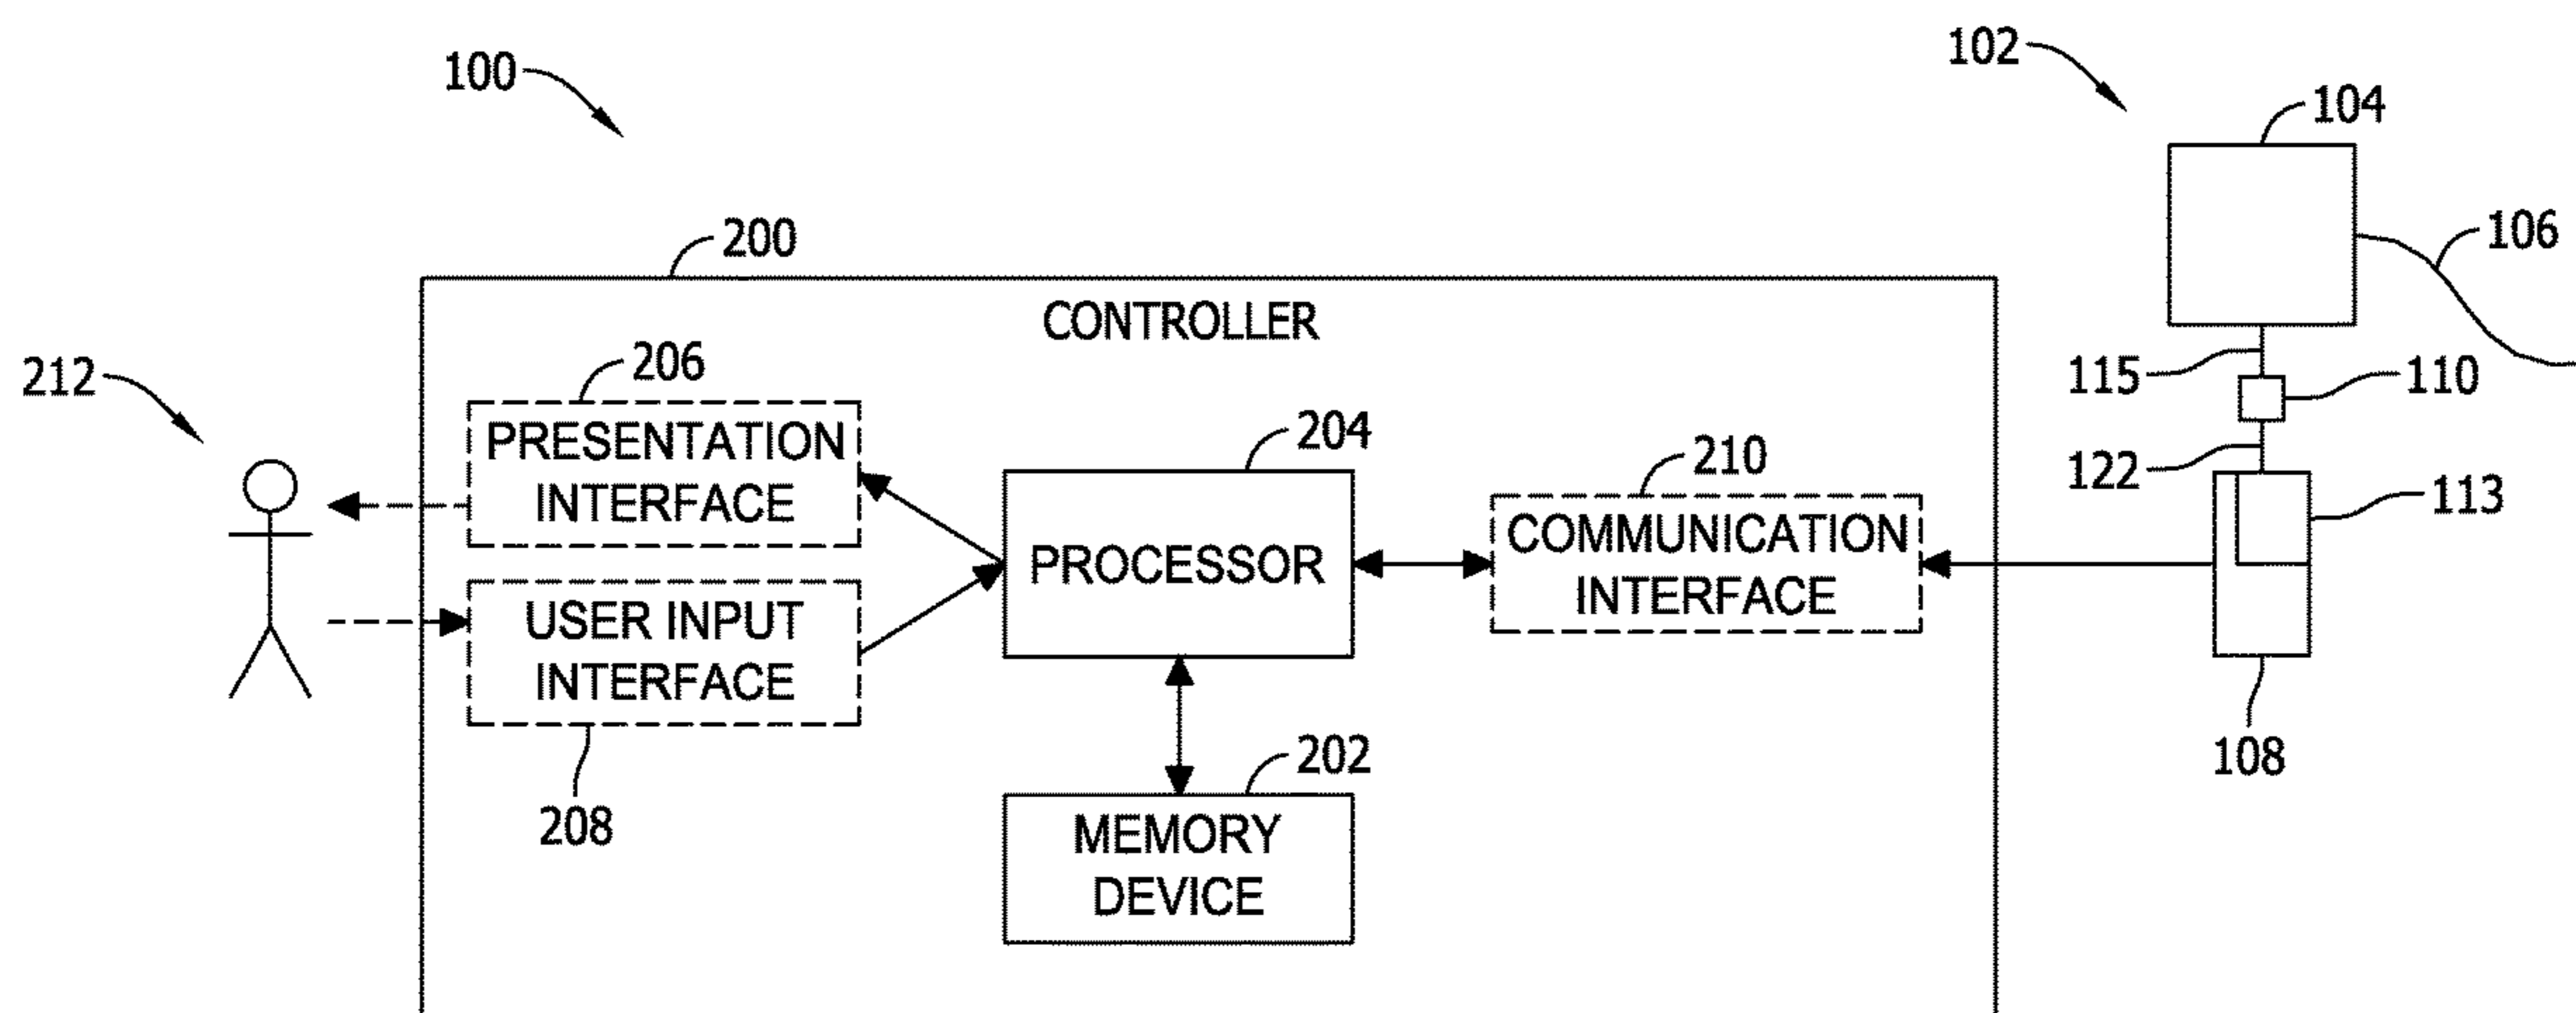 100
102
104
200
106
CONTROLLER
206
212
115
110
PRESENTATION
INTERFACE
204
210
122
113
COMMUNICATION
INTERFACE
PROCESSOR
USER INPUT
INTERFACE
208
202
108
MEMORY
DEVICE